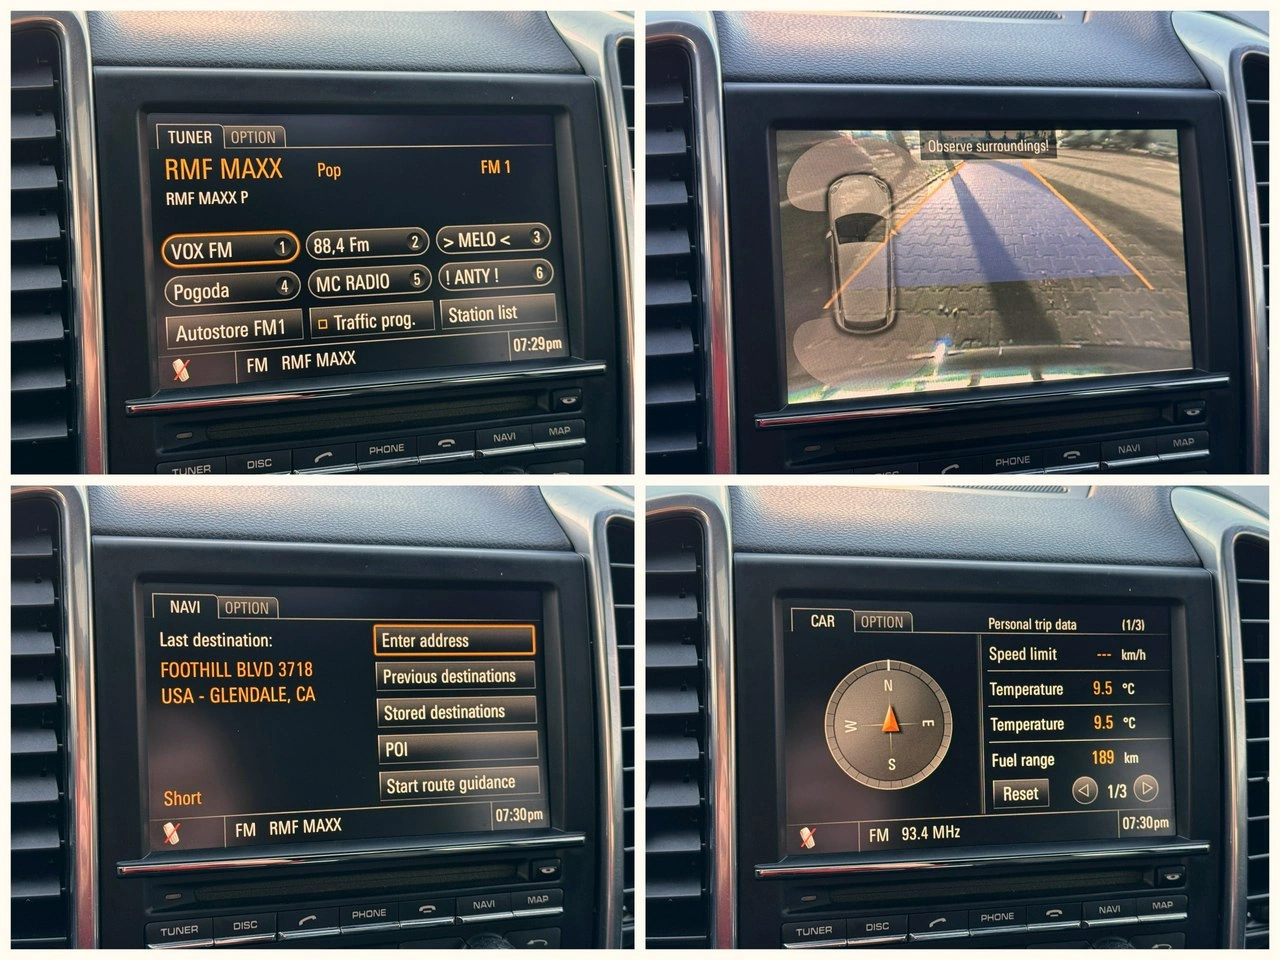 TUNER OPTION
RMF MAXX Pop FM 1
RMF MAXX P
VOX FM 1 88,4 Fm 2 > MELO < 3
Pogoda 4 MC RADIO 5 ! ANTY ! 6
Autostore FM1 Traffic prog. Station list
FM RMF MAXX 07:29pm
TUNER DISC PHONE NAVI MAP
Observe surroundings!
DISC PHONE NAVI MAP
NAVI OPTION
Last destination:
FOOTHILL BLVD 3718
USA - GLENDALE, CA
Short
Enter address
Previous destinations
Stored destinations
POI
Start route guidance
FM RMF MAXX 07:30pm
TUNER DISC PHONE NAVI MAP
CAR OPTION Personal trip data (1/3)
N
W E
S
Speed limit --- km/h
Temperature 9.5 °C
Temperature 9.5 °C
Fuel range 189 km
Reset 1/3
FM 93.4 MHz 07:30pm
TUNER DISC PHONE NAVI MAP